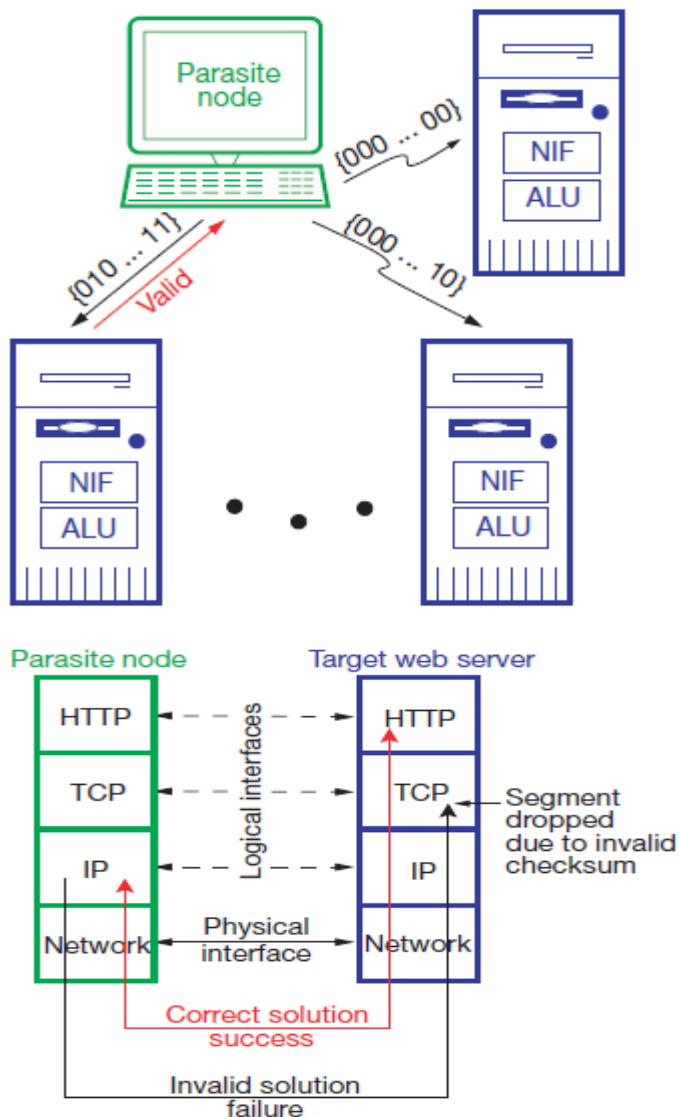 Parasite
node
{000 ... 00}
NIF
ALU
{010 ... 11}
Valid
{000 ... 10}
NIF
ALU
NIF
ALU
Parasite node
Target web server
HTTP
HTTP
TCP
TCP
IP
IP
Network
Network
Logical interfaces
Segment
dropped
due to invalid
checksum
Physical
interface
Correct solution
success
Invalid solution
failure